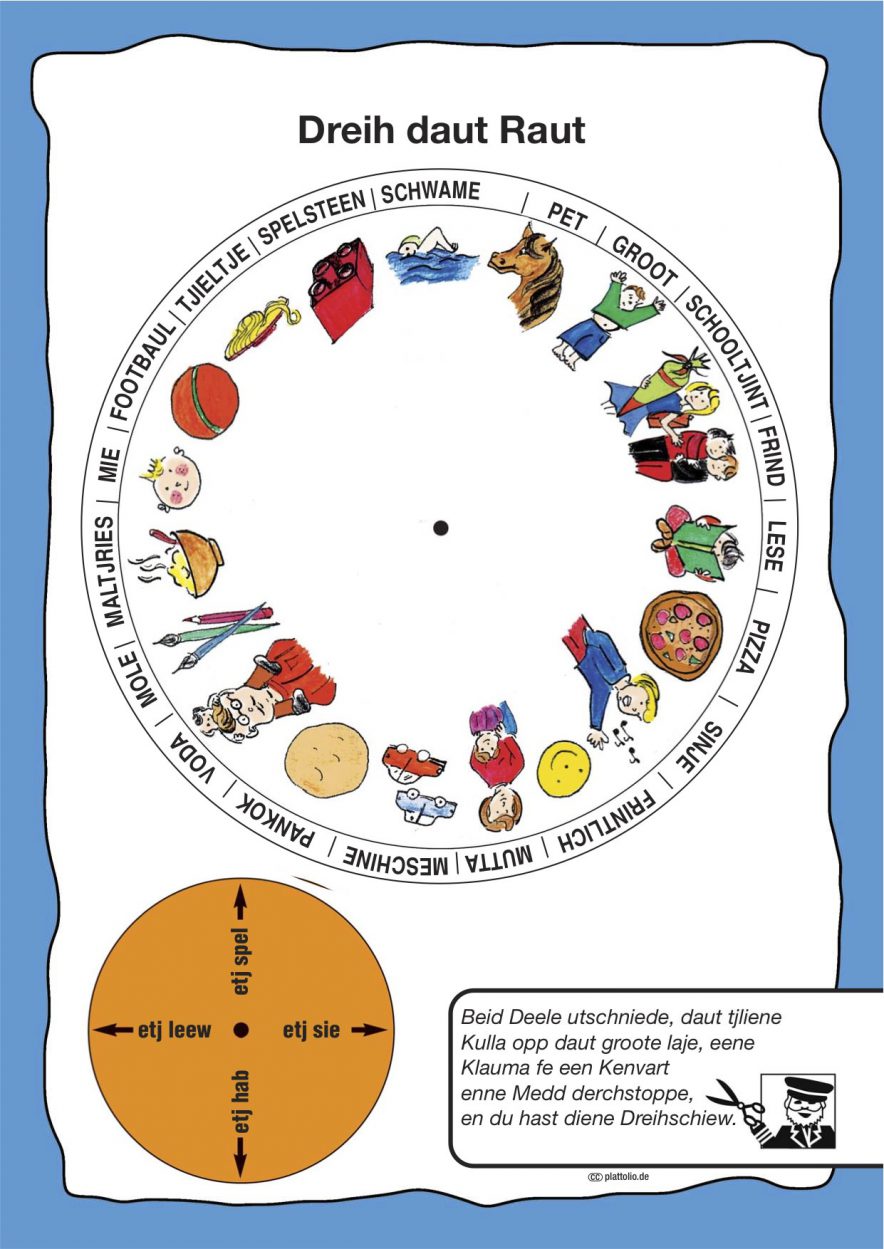 Dreih daut Raut
SCHWAME |
PET |
GROOT |
SCHOOLTJINT |
FRIND |
LESE |
PIZZA |
SINJE |
FRINTLICH |
MUTTA |
MESCHINE |
PANKOK |
VODA |
MOLE |
MALTJRIES |
MIE |
FOOTBAUL |
TJIELTJE |
SPELSTEEN |
etj spel
etj leew
etj sie
etj hab
Beid Deele utschniede, daut tjliene
Kulla opp daut groote laje, eene
Klauma fe een Kenvart
enne Medd derchstoppe,
en du hast diene Dreihschiew.
cc plattolio.de